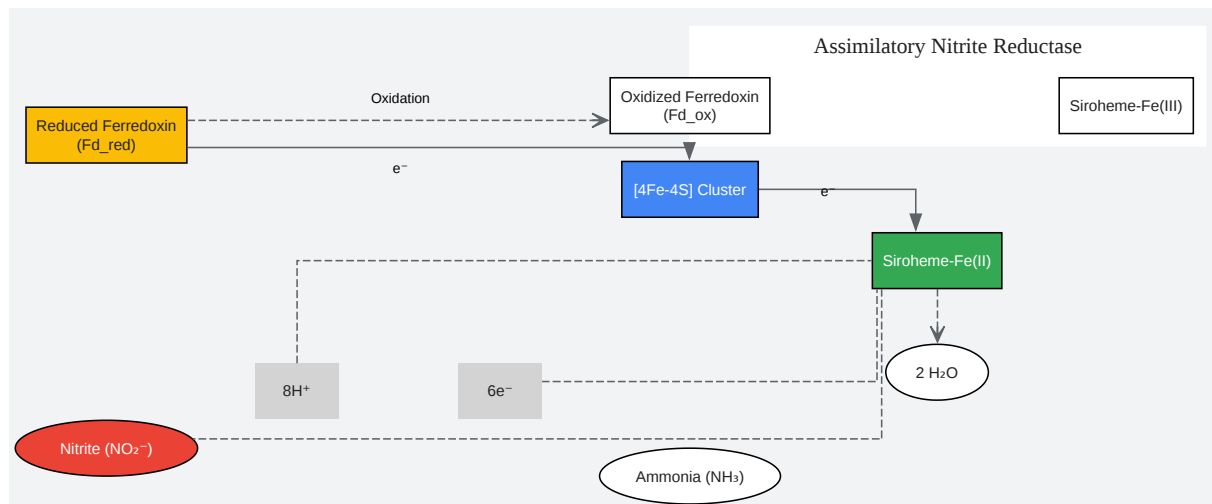 Assimilatory Nitrite Reductase
Oxidation
Oxidized Ferredoxin
(Fd_ox)
Siroheme-Fe(III)
Reduced Ferredoxin
(Fd_red)
e⁻
[4Fe-4S] Cluster
e⁻
Siroheme-Fe(II)
2 H₂O
8H⁺
6e⁻
Nitrite (NO₂⁻)
Ammonia (NH₃)